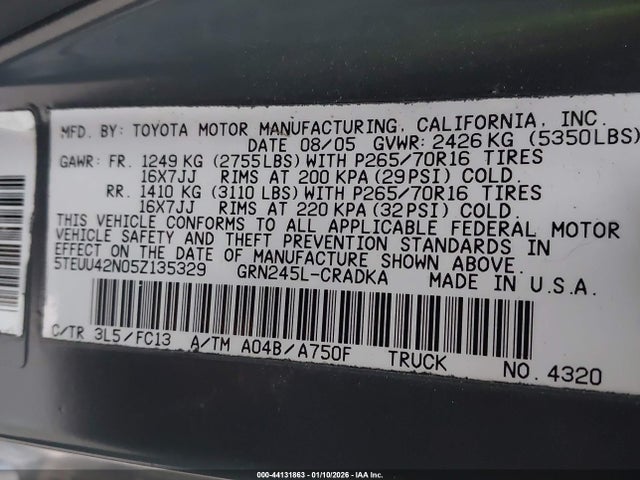 MFD. BY: TOYOTA MOTOR MANUFACTURING, CALIFORNIA, INC.
DATE 08/05 GVWR: 2426 KG (5350LBS)
GAWR: FR. 1249 KG (2755LBS) WITH P265/70R16 TIRES
16X7JJ RIMS AT 200 KPA (29PSI) COLD.
RR. 1410 KG (3110 LBS) WITH P265/70R16 TIRES
16X7JJ RIMS AT 220 KPA (32PSI) COLD.
THIS VEHICLE CONFORMS TO ALL APPLICABLE FEDERAL MOTOR
VEHICLE SAFETY AND THEFT PREVENTION STANDARDS IN
EFFECT ON THE DATE OF MANUFACTURE SHOWN ABOVE.
5TEUU42N05Z135329 GRN245L-CRADKA MADE IN U.S.A.
C/TR 3L5/FC13 A/TM A04B/A750F TRUCK NO. 4320
000-44131863 - 01/10/2026 - IAA Inc.